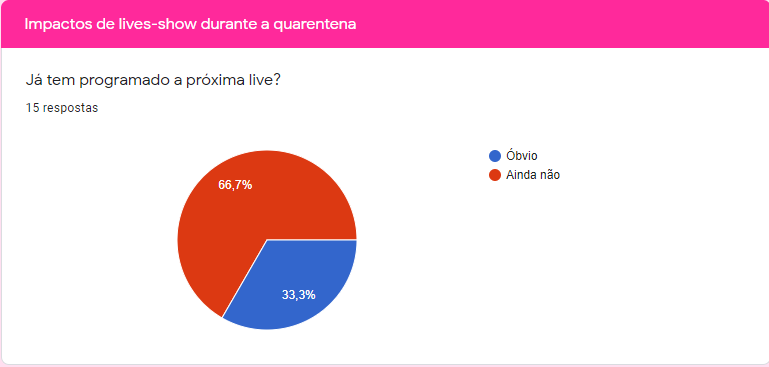 Impactos de lives-show durante a quarentena
Já tem programado a próxima live?
15 respostas
66,7%
33,3%
Óbvio
Ainda não